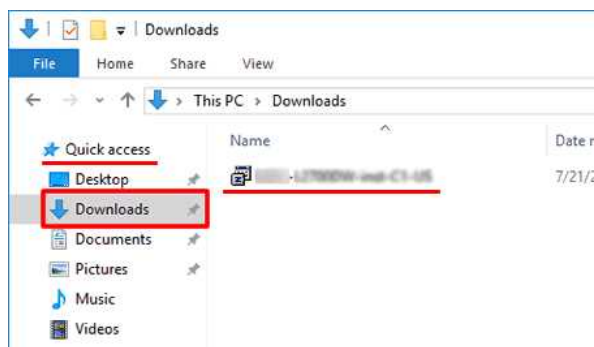 Downloads
File Home Share View
This PC > Downloads
Name Date
Quick access
Desktop 7/21/2
Downloads
Documents
Pictures
Music
Videos